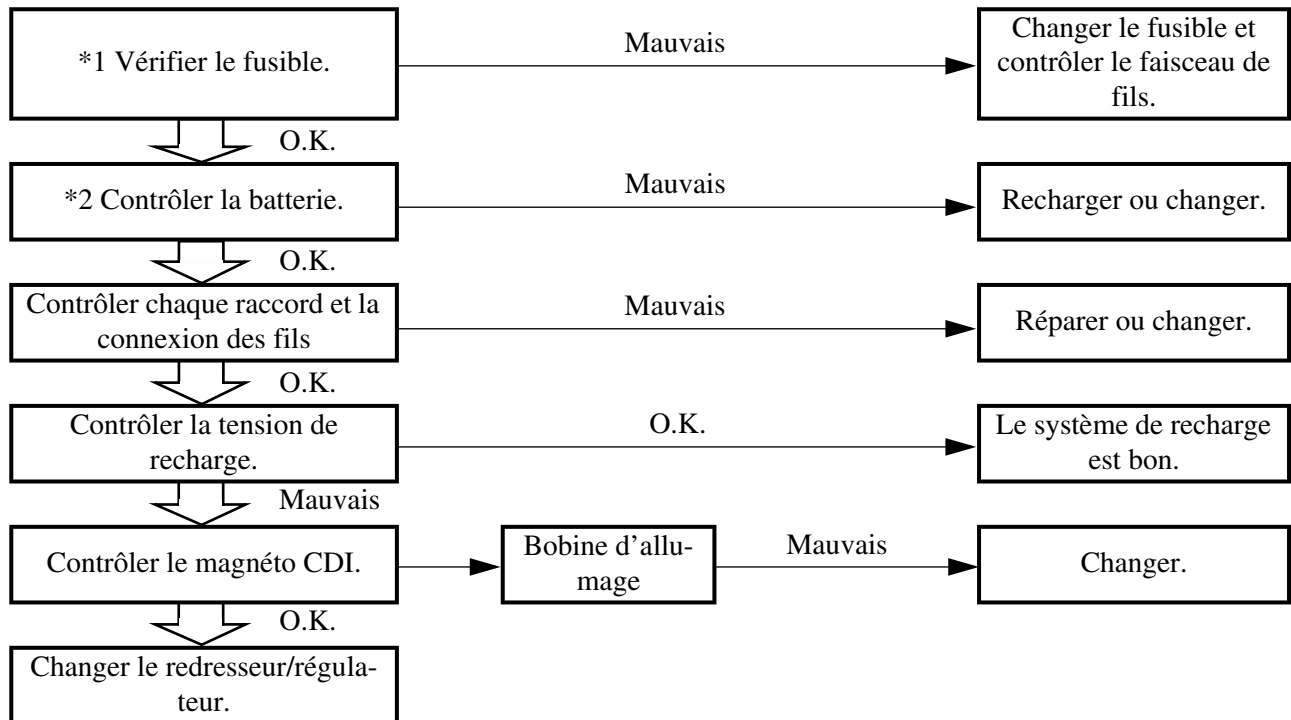 *1 Vérifier le fusible.
Mauvais
Changer le fusible et
contrôler le faisceau de
fils.
O.K.
*2 Contrôler la batterie.
Mauvais
Recharger ou changer.
O.K.
Contrôler chaque raccord et la
connexion des fils
Mauvais
Réparer ou changer.
O.K.
Contrôler la tension de
recharge.
O.K.
Le système de recharge
est bon.
Mauvais
Contrôler le magnéto CDI.
Bobine d’allu-
mage
Mauvais
Changer.
O.K.
Changer le redresseur/régula-
teur.